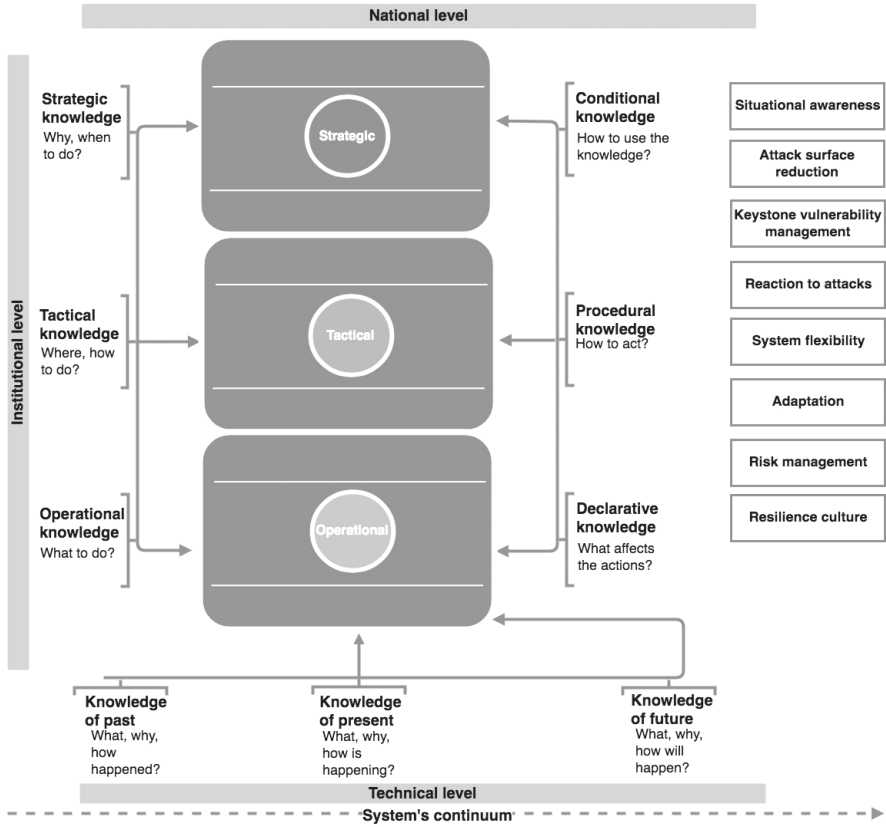 National level
Institutional level
Strategic
knowledge
Why, when
to do?
Strategic
Conditional
knowledge
How to use the
knowledge?
Tactical
knowledge
Where, how
to do?
Tactical
Procedural
knowledge
How to act?
Operational
knowledge
What to do?
Operational
Declarative
knowledge
What affects
the actions?
Situational awareness
Attack surface
reduction
Keystone vulnerability
management
Reaction to attacks
System flexibility
Adaptation
Risk management
Resilience culture
Knowledge
of past
What, why,
how
happened?
Knowledge
of present
What, why,
how is
happening?
Knowledge
of future
What, why,
how will
happen?
Technical level
System's continuum